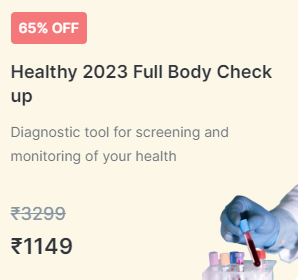 65% OFF
Healthy 2023 Full Body Check
up
Diagnostic tool for screening and
monitoring of your health
₹3299
₹1149